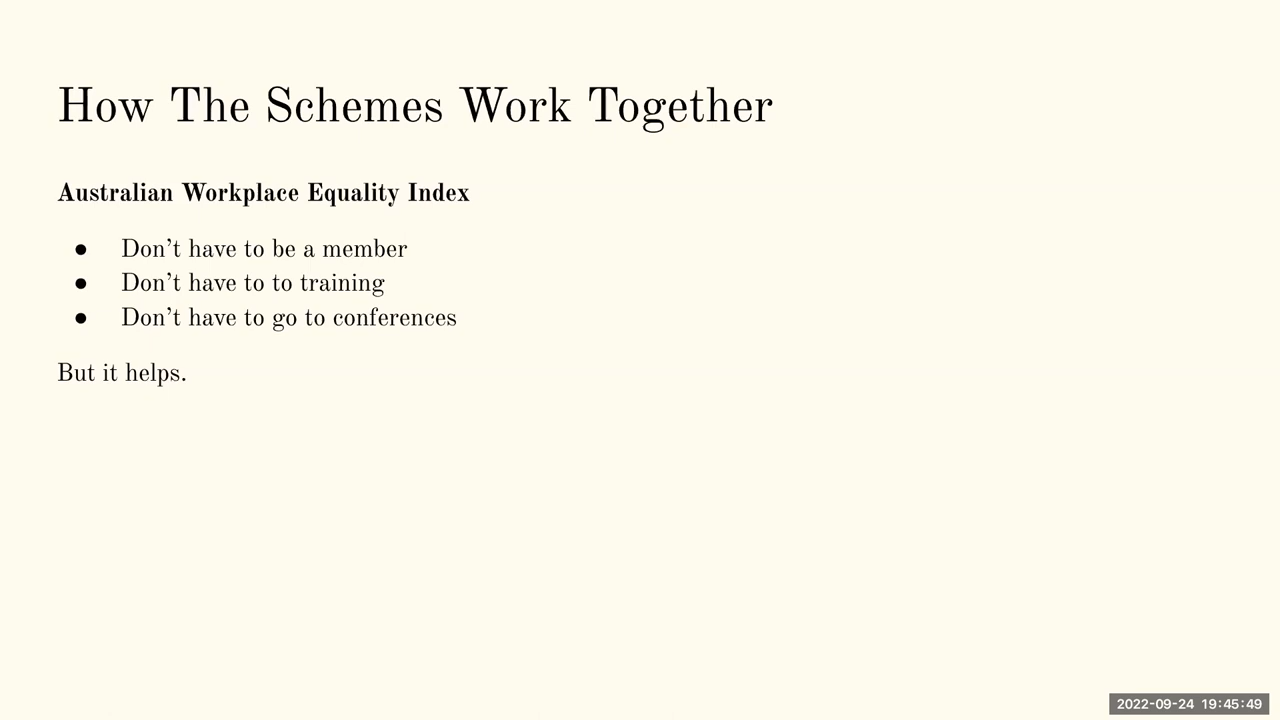 How The Schemes Work Together
Australian Workplace Equality Index
● Don't have to be a member
● Don't have to to training
● Don't have to go to conferences
But it helps.
2022-09-24 19:45:49